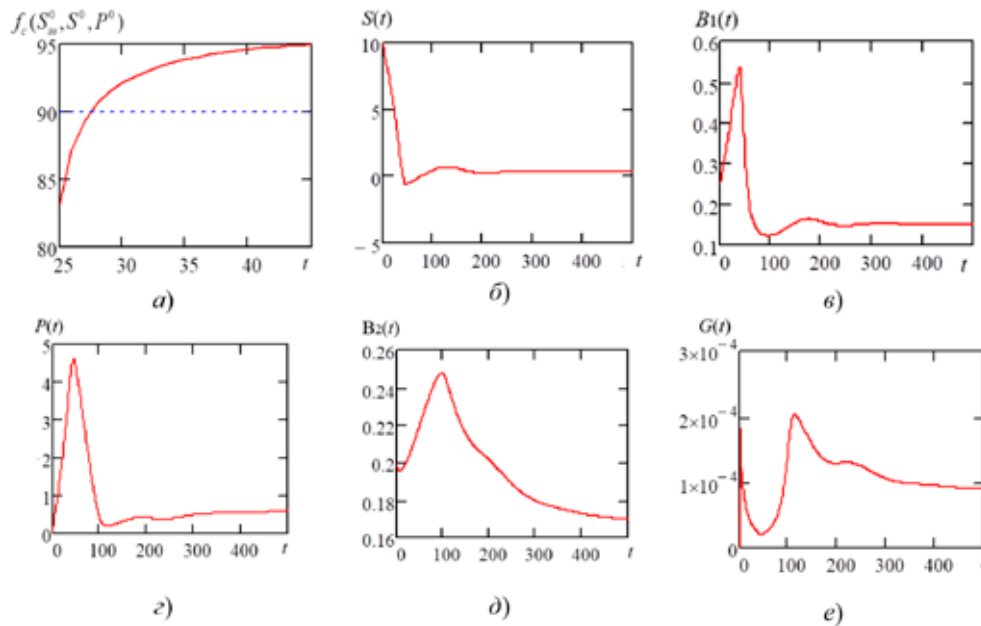 f_c(S⁰_in, S⁰, P⁰)
95
90
85
80
25 30 35 40 t
а)
S(t)
10
5
0
−5
0 100 200 300 400 t
б)
B1(t)
0.6
0.5
0.4
0.3
0.2
0.1
0 100 200 300 400 t
в)
P(t)
5
4
3
2
1
0
0 100 200 300 400 t
г)
B₂(t)
0.26
0.24
0.22
0.2
0.18
0.16
0 100 200 300 400 t
д)
G(t)
3×10⁻⁴
2×10⁻⁴
1×10⁻⁴
0
0 100 200 300 400 500
е)